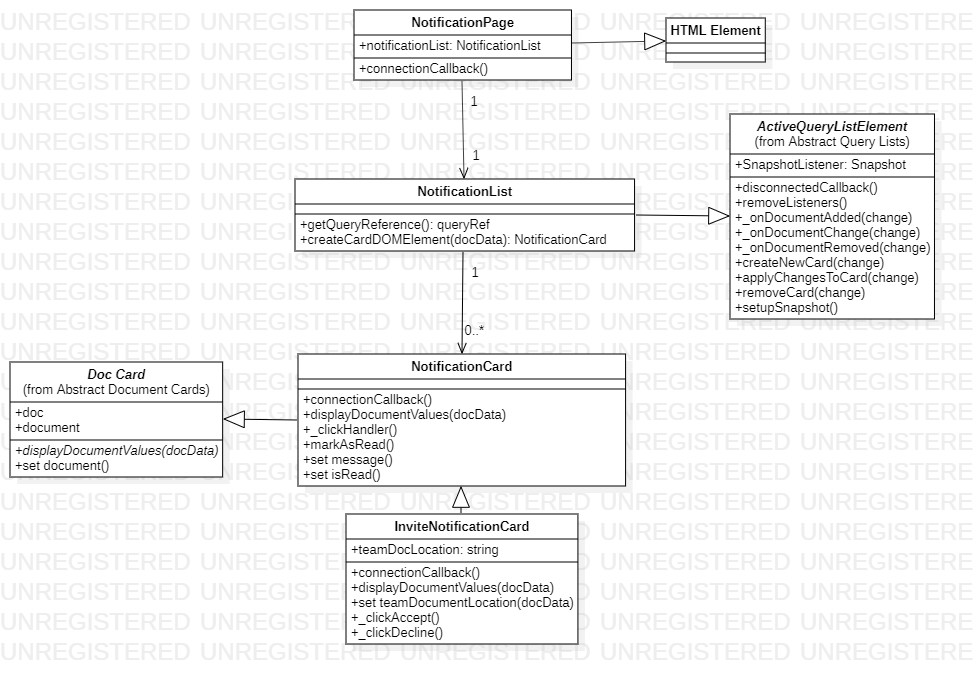 NotificationPage
+notificationList: NotificationList
+connectionCallback()
HTML Element
1
1
ActiveQueryListElement
(from Abstract Query Lists)
+SnapshotListener: Snapshot
+disconnectedCallback()
+removeListeners()
+_onDocumentAdded(change)
+_onDocumentChange(change)
+_onDocumentRemoved(change)
+createNewCard(change)
+applyChangesToCard(change)
+removeCard(change)
+setupSnapshot()
NotificationList
+getQueryReference(): queryRef
+createCardDOMElement(docData): NotificationCard
1
0..*
Doc Card
(from Abstract Document Cards)
+doc
+document
+displayDocumentValues(docData)
+set document()
NotificationCard
+connectionCallback()
+displayDocumentValues(docData)
+_clickHandler()
+markAsRead()
+set message()
+set isRead()
InviteNotificationCard
+teamDocLocation: string
+connectionCallback()
+displayDocumentValues(docData)
+set teamDocumentLocation(docData)
+_clickAccept()
+_clickDecline()
UNREGISTERED